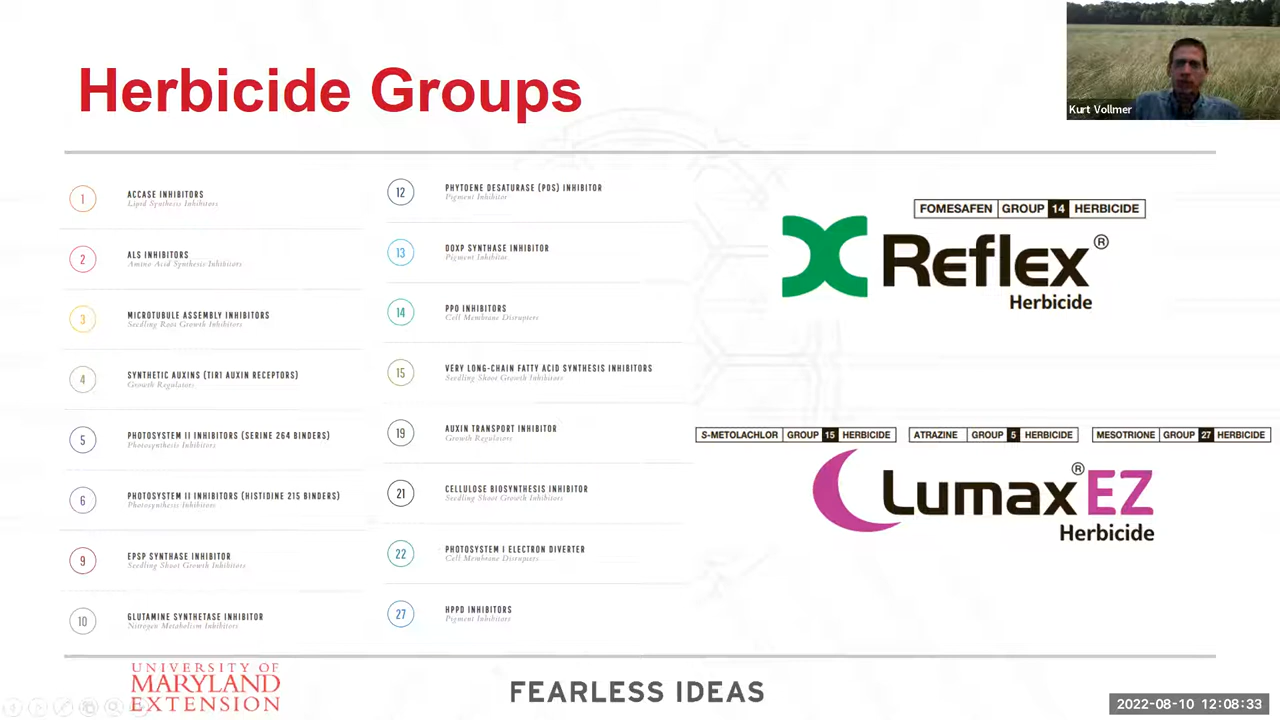 Herbicide Groups
Kurt Vollmer
1
ACCASE INHIBITORS
Lipid Synthesis Inhibitors
2
ALS INHIBITORS
Amino Acid Synthesis Inhibitors
3
MICROTUBULE ASSEMBLY INHIBITORS
Seedling Root Growth Inhibitors
4
SYNTHETIC AUXINS (TIR1 AUXIN RECEPTORS)
Growth Regulators
5
PHOTOSYSTEM II INHIBITORS (SERINE 264 BINDERS)
Photosynthesis Inhibitors
6
PHOTOSYSTEM II INHIBITORS (HISTIDINE 215 BINDERS)
Photosynthesis Inhibitors
9
EPSP SYNTHASE INHIBITOR
Seedling Shoot Growth Inhibitors
10
GLUTAMINE SYNTHETASE INHIBITOR
Nitrogen Metabolism Inhibitors
12
PHYTOENE DESATURASE (PDS) INHIBITOR
Pigment Inhibitor
13
DOXP SYNTHASE INHIBITOR
Pigment Inhibitor
14
PPO INHIBITORS
Cell Membrane Disrupters
15
VERY LONG-CHAIN FATTY ACID SYNTHESIS INHIBITORS
Seedling Shoot Growth Inhibitors
19
AUXIN TRANSPORT INHIBITOR
Growth Regulators
21
CELLULOSE BIOSYNTHESIS INHIBITOR
Seedling Shoot Growth Inhibitors
22
PHOTOSYSTEM I ELECTRON DIVERTER
Cell Membrane Disrupters
27
HPPD INHIBITORS
Pigment Inhibitors
FOMESAFEN GROUP 14 HERBICIDE
Reflex®
Herbicide
S-METOLACHLOR GROUP 15 HERBICIDE ATRAZINE GROUP 5 HERBICIDE MESOTRIONE GROUP 27 HERBICIDE
Lumax®EZ
Herbicide
UNIVERSITY OF
MARYLAND
EXTENSION
FEARLESS IDEAS
2022-08-10 12:08:33